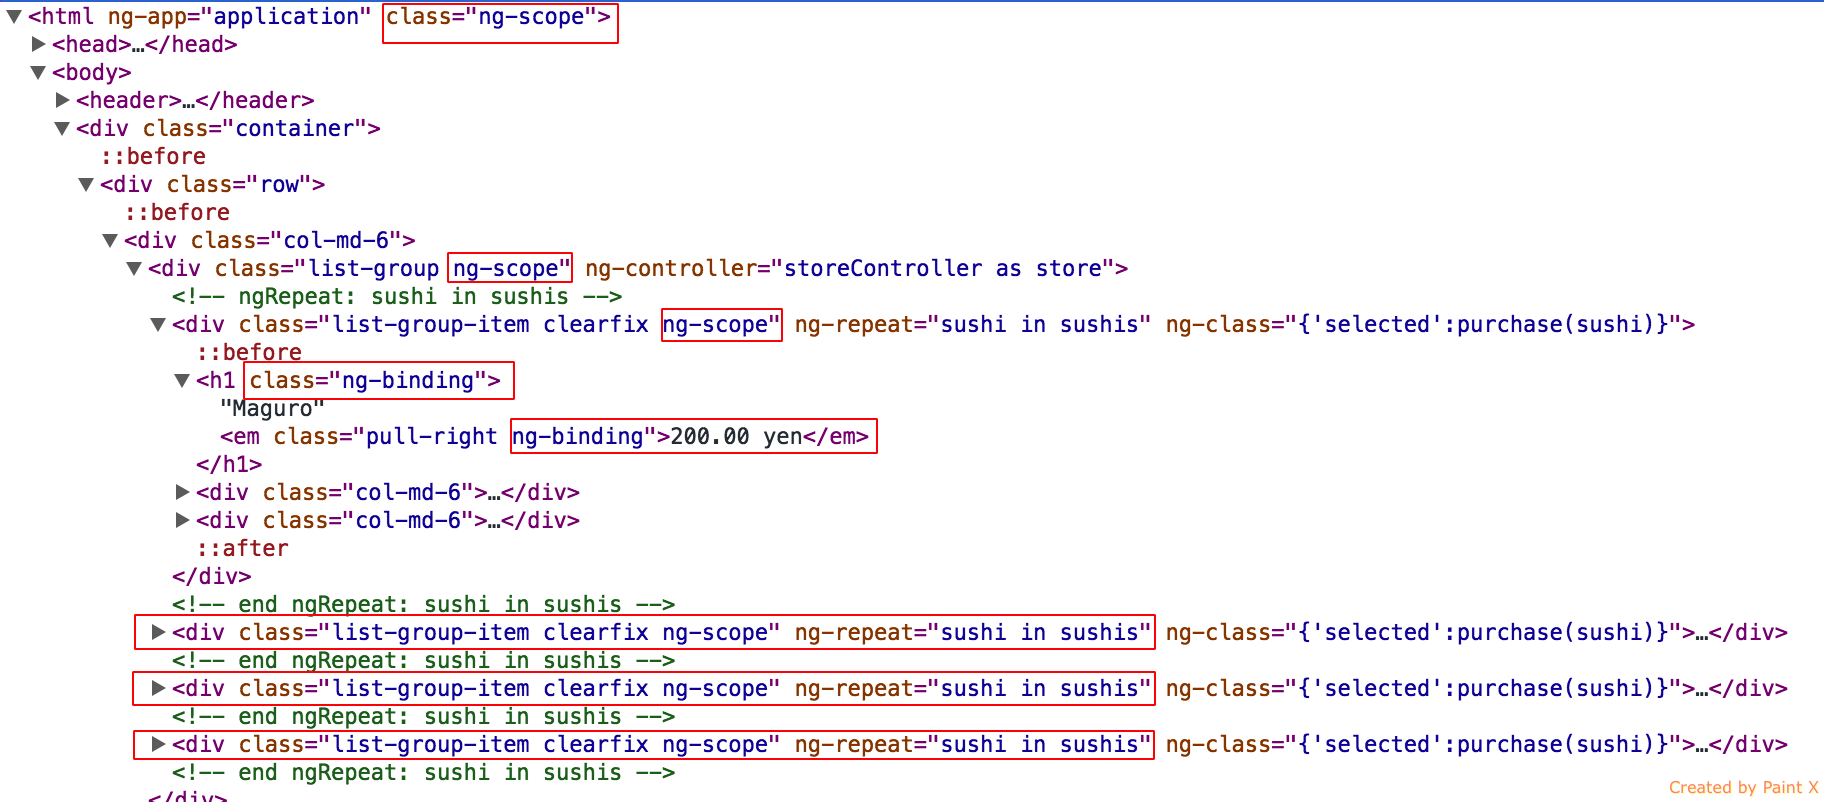 ▼<html ng-app="application" class="ng-scope">
▶<head>…</head>
▼<body>
▶<header>…</header>
▼<div class="container">
::before
▼<div class="row">
::before
▼<div class="col-md-6">
▼<div class="list-group ng-scope" ng-controller="storeController as store">
<!-- ngRepeat: sushi in sushis -->
▼<div class="list-group-item clearfix ng-scope" ng-repeat="sushi in sushis" ng-class="{'selected':purchase(sushi)}">
::before
▼<h1 class="ng-binding">
"Maguro"
<em class="pull-right ng-binding">200.00 yen</em>
</h1>
▶<div class="col-md-6">…</div>
▶<div class="col-md-6">…</div>
::after
</div>
<!-- end ngRepeat: sushi in sushis -->
▶<div class="list-group-item clearfix ng-scope" ng-repeat="sushi in sushis" ng-class="{'selected':purchase(sushi)}">…</div>
<!-- end ngRepeat: sushi in sushis -->
▶<div class="list-group-item clearfix ng-scope" ng-repeat="sushi in sushis" ng-class="{'selected':purchase(sushi)}">…</div>
<!-- end ngRepeat: sushi in sushis -->
▶<div class="list-group-item clearfix ng-scope" ng-repeat="sushi in sushis" ng-class="{'selected':purchase(sushi)}">…</div>
<!-- end ngRepeat: sushi in sushis -->
</div>
Created by Paint X